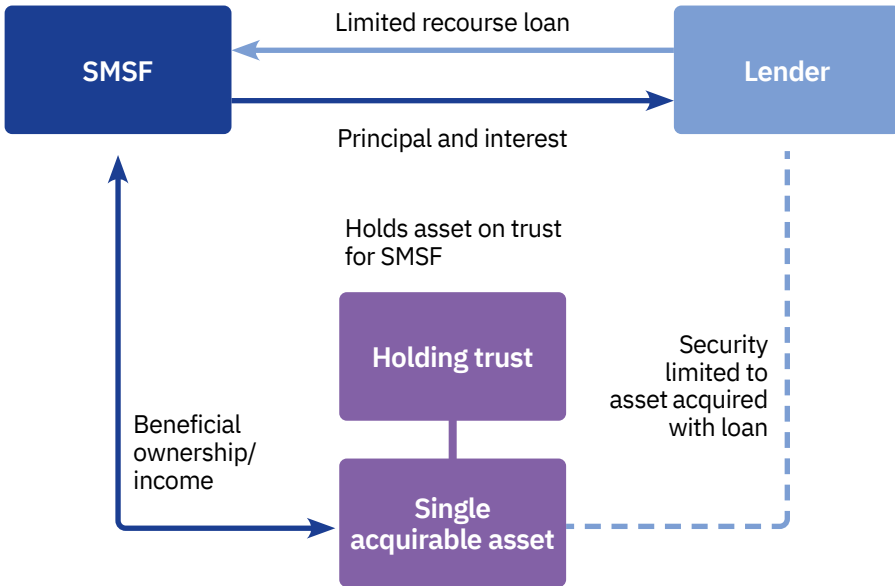 Limited recourse loan
SMSF
Lender
Principal and interest
Holds asset on trust
for SMSF
Holding trust
Security
limited to
asset acquired
with loan
Beneficial
ownership/
income
Single
acquirable asset